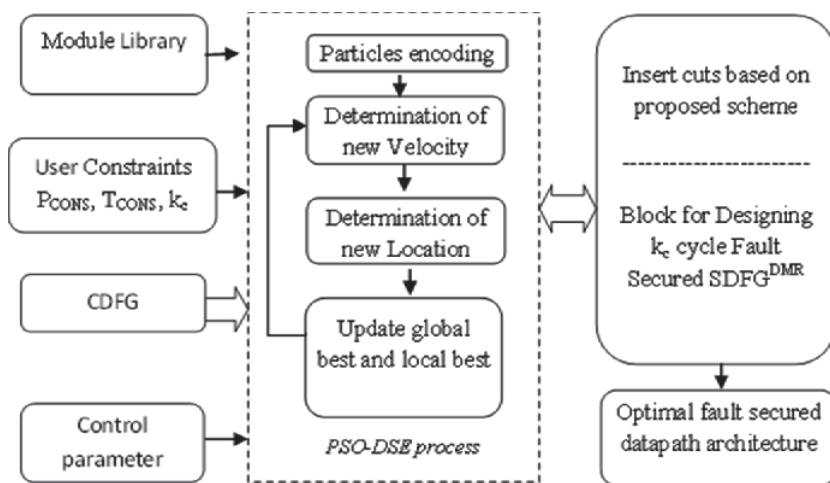 Module Library
User Constraints
PCONS, TCONS, kc
CDFG
Control
parameter
Particles encoding
Determination of
new Velocity
Determination of
new Location
Update global
best and local best
PSO-DSE process
Insert cuts based on
proposed scheme
Block for Designing
kc cycle Fault
Secured SDFG^DMR
Optimal fault secured
datapath architecture